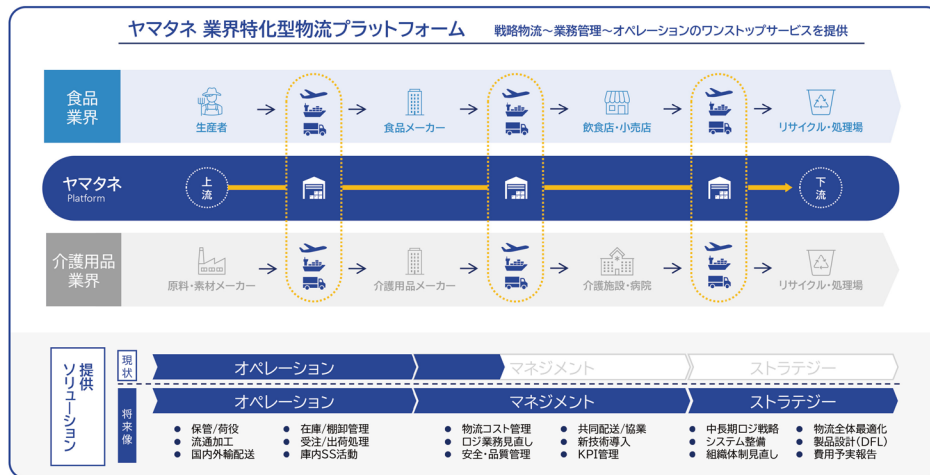 ヤマタネ 業界特化型物流プラットフォーム 戦略物流～業務管理～オペレーションのワンストップサービスを提供
食品
業界
生産者
食品メーカー
飲食店・小売店
リサイクル・処理場
ヤマタネ
Platform
上
流
下
流
介護用品
業界
原料・素材メーカー
介護用品メーカー
介護施設・病院
リサイクル・処理場
提供
ソリューション
現状
オペレーション
マネジメント
ストラテジー
将来像
オペレーション
マネジメント
ストラテジー
● 保管/荷役
● 流通加工
● 国内外輸配送
● 在庫/棚卸管理
● 受注/出荷処理
● 庫内5S活動
● 物流コスト管理
● ロジ業務見直し
● 安全・品質管理
● 共同配送/協業
● 新技術導入
● KPI管理
● 中長期ロジ戦略
● システム整備
● 組織体制見直し
● 物流全体最適化
● 製品設計(DFL)
● 費用予実報告